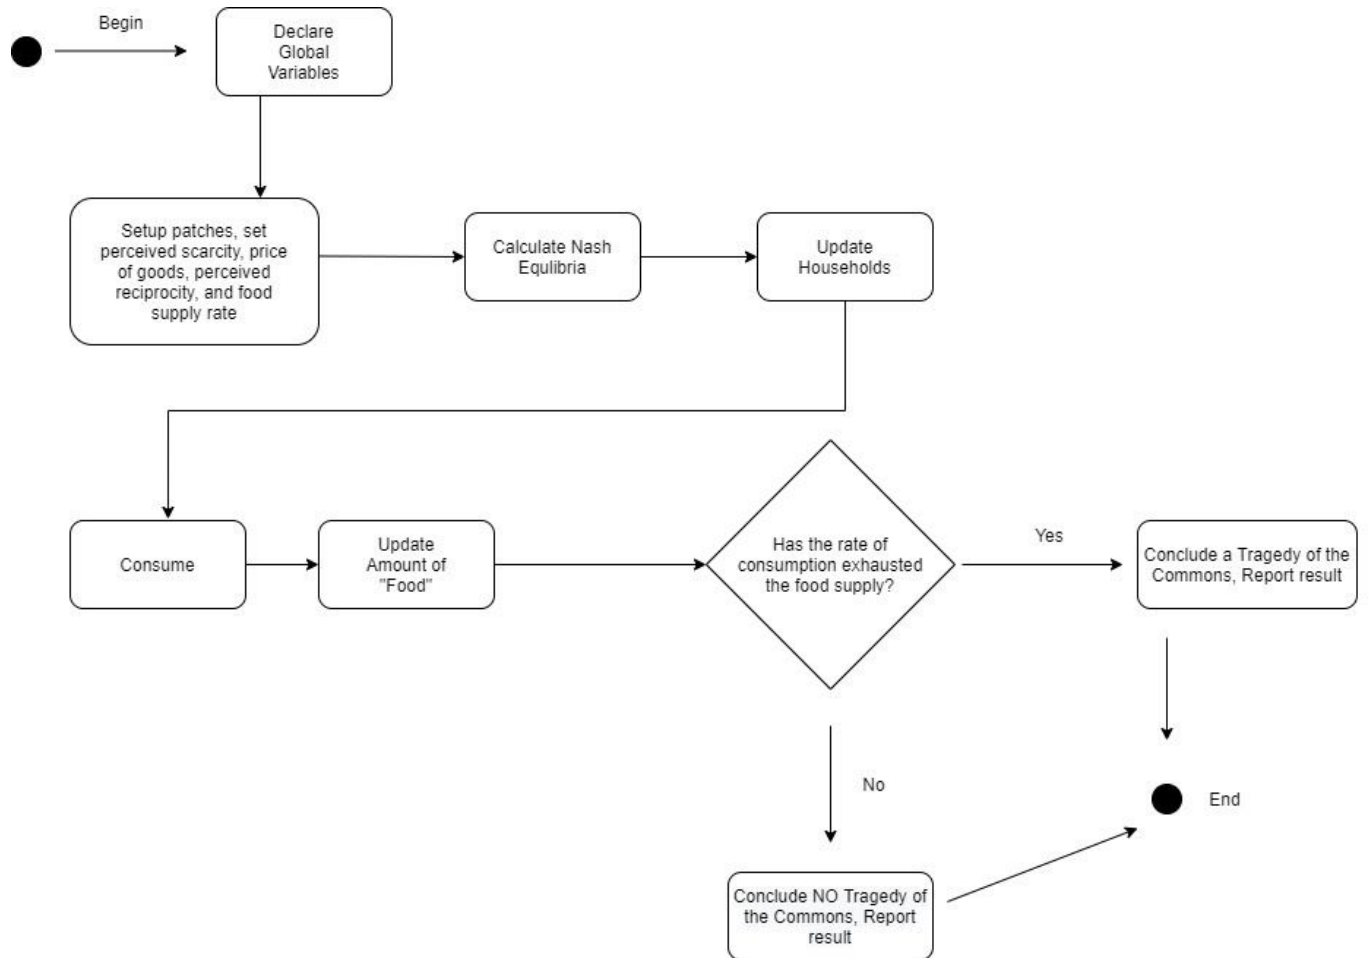 Begin
Declare
Global
Variables
Setup patches, set
perceived scarcity, price
of goods, perceived
reciprocity, and food
supply rate
Calculate Nash
Equlibria
Update
Households
Consume
Update
Amount of
"Food"
Has the rate of
consumption exhausted
the food supply?
Yes
Conclude a Tragedy of the
Commons, Report result
No
End
Conclude NO Tragedy of
the Commons, Report
result